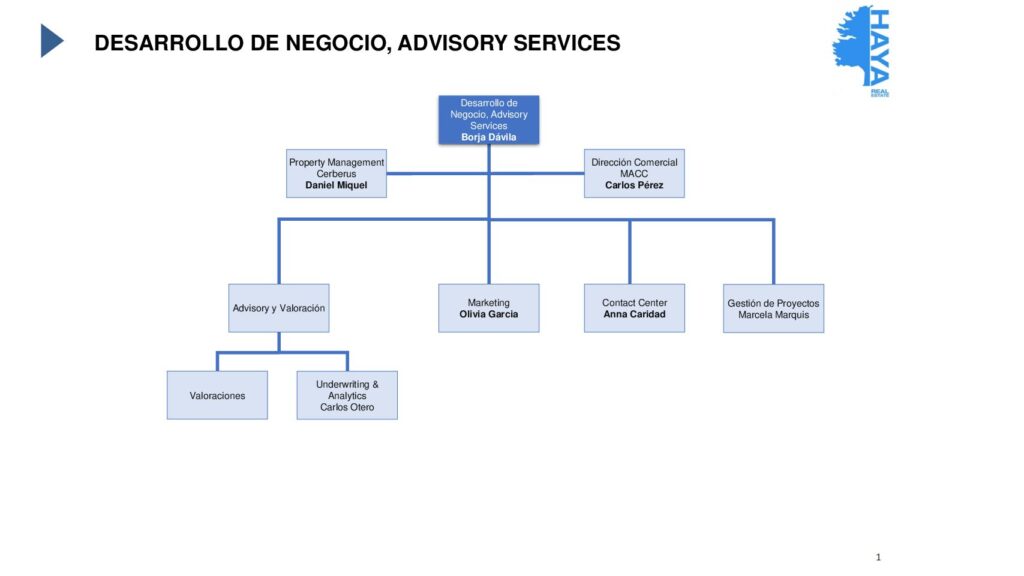 DESARROLLO DE NEGOCIO, ADVISORY SERVICES
HAYA
REAL
ESTATE
Desarrollo de
Negocio, Advisory
Services
Borja Dávila
Property Management
Cerberus
Daniel Miquel
Dirección Comercial
MACC
Carlos Pérez
Advisory y Valoración
Marketing
Olivia Garcia
Contact Center
Anna Caridad
Gestión de Proyectos
Marcela Marquis
Valoraciones
Underwriting &
Analytics
Carlos Otero
1